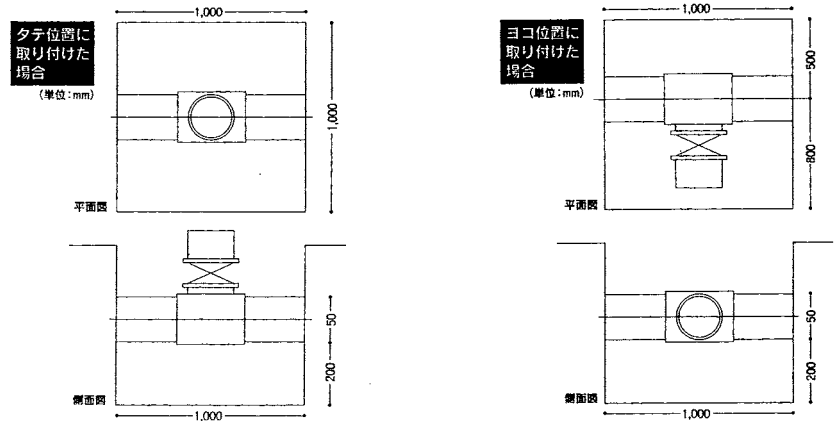 タテ位置に
取り付けた
場合
(単位:mm)
1,000
1,000
平面図
50
200
側面図
1,000
ヨコ位置に
取り付けた
場合
(単位:mm)
1,000
500
800
平面図
50
200
側面図
1,000